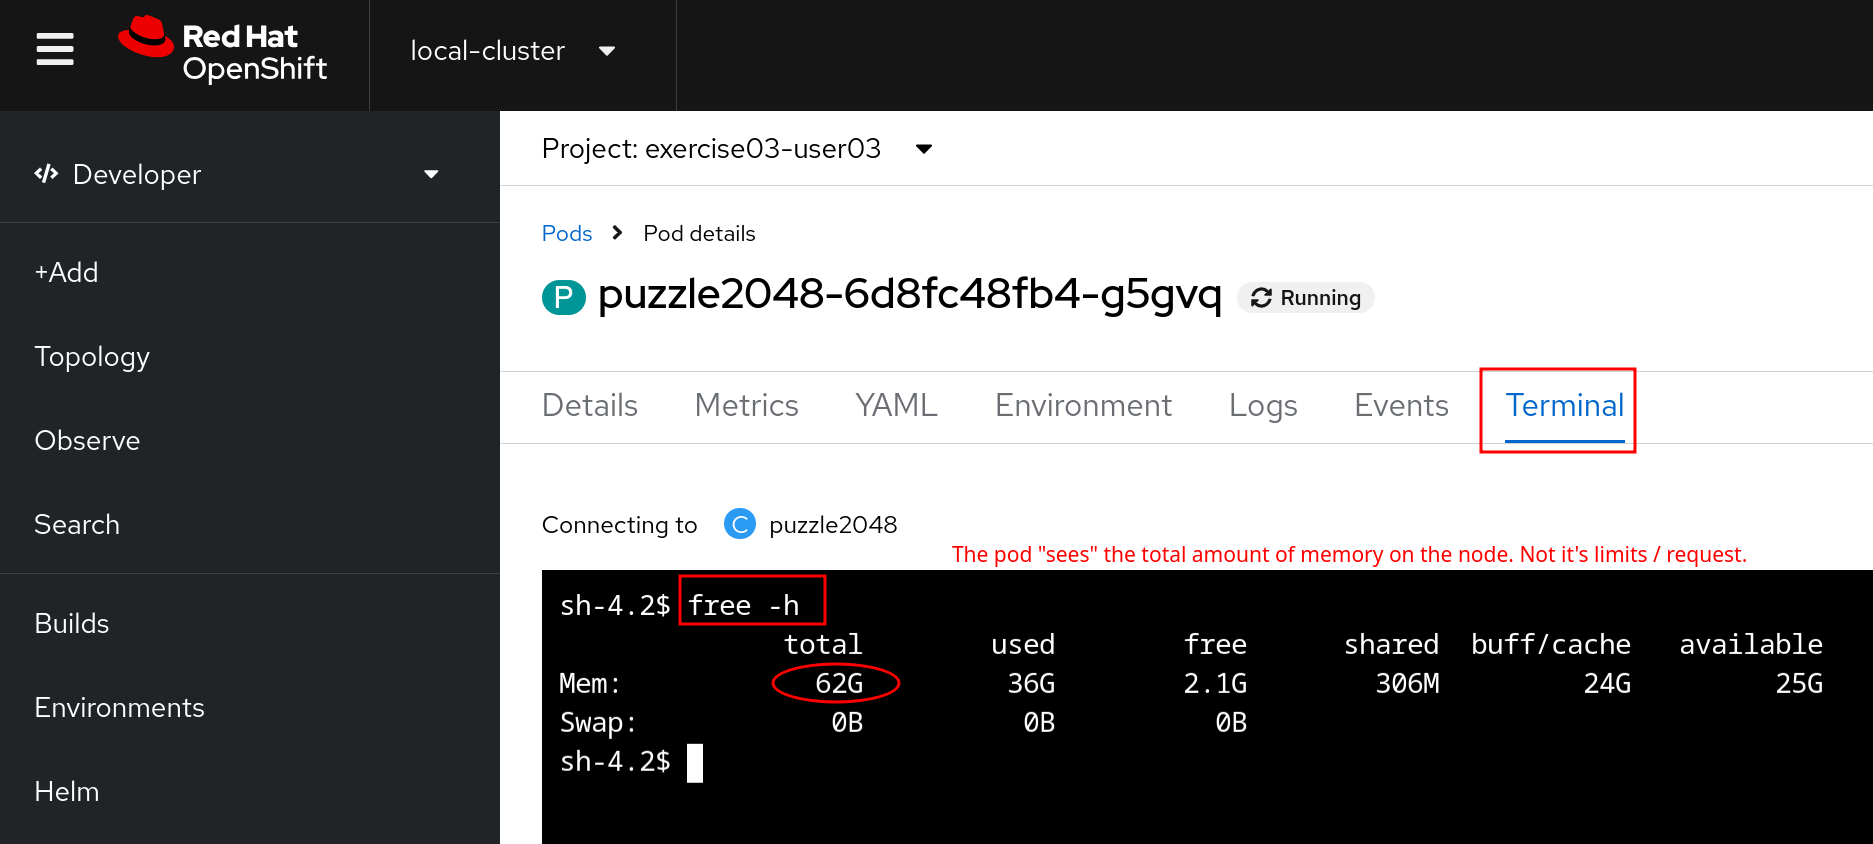 Red Hat
OpenShift
local-cluster
Developer
+Add
Topology
Observe
Search
Builds
Environments
Helm
Project: exercise03-user03
Pods > Pod details
P puzzle2048-6d8fc48fb4-g5gvq Running
Details Metrics YAML Environment Logs Events Terminal
Connecting to C puzzle2048
The pod "sees" the total amount of memory on the node. Not it's limits / request.
sh-4.2$ free -h
total used free shared buff/cache available
Mem: 62G 36G 2.1G 306M 24G 25G
Swap: 0B 0B 0B
sh-4.2$